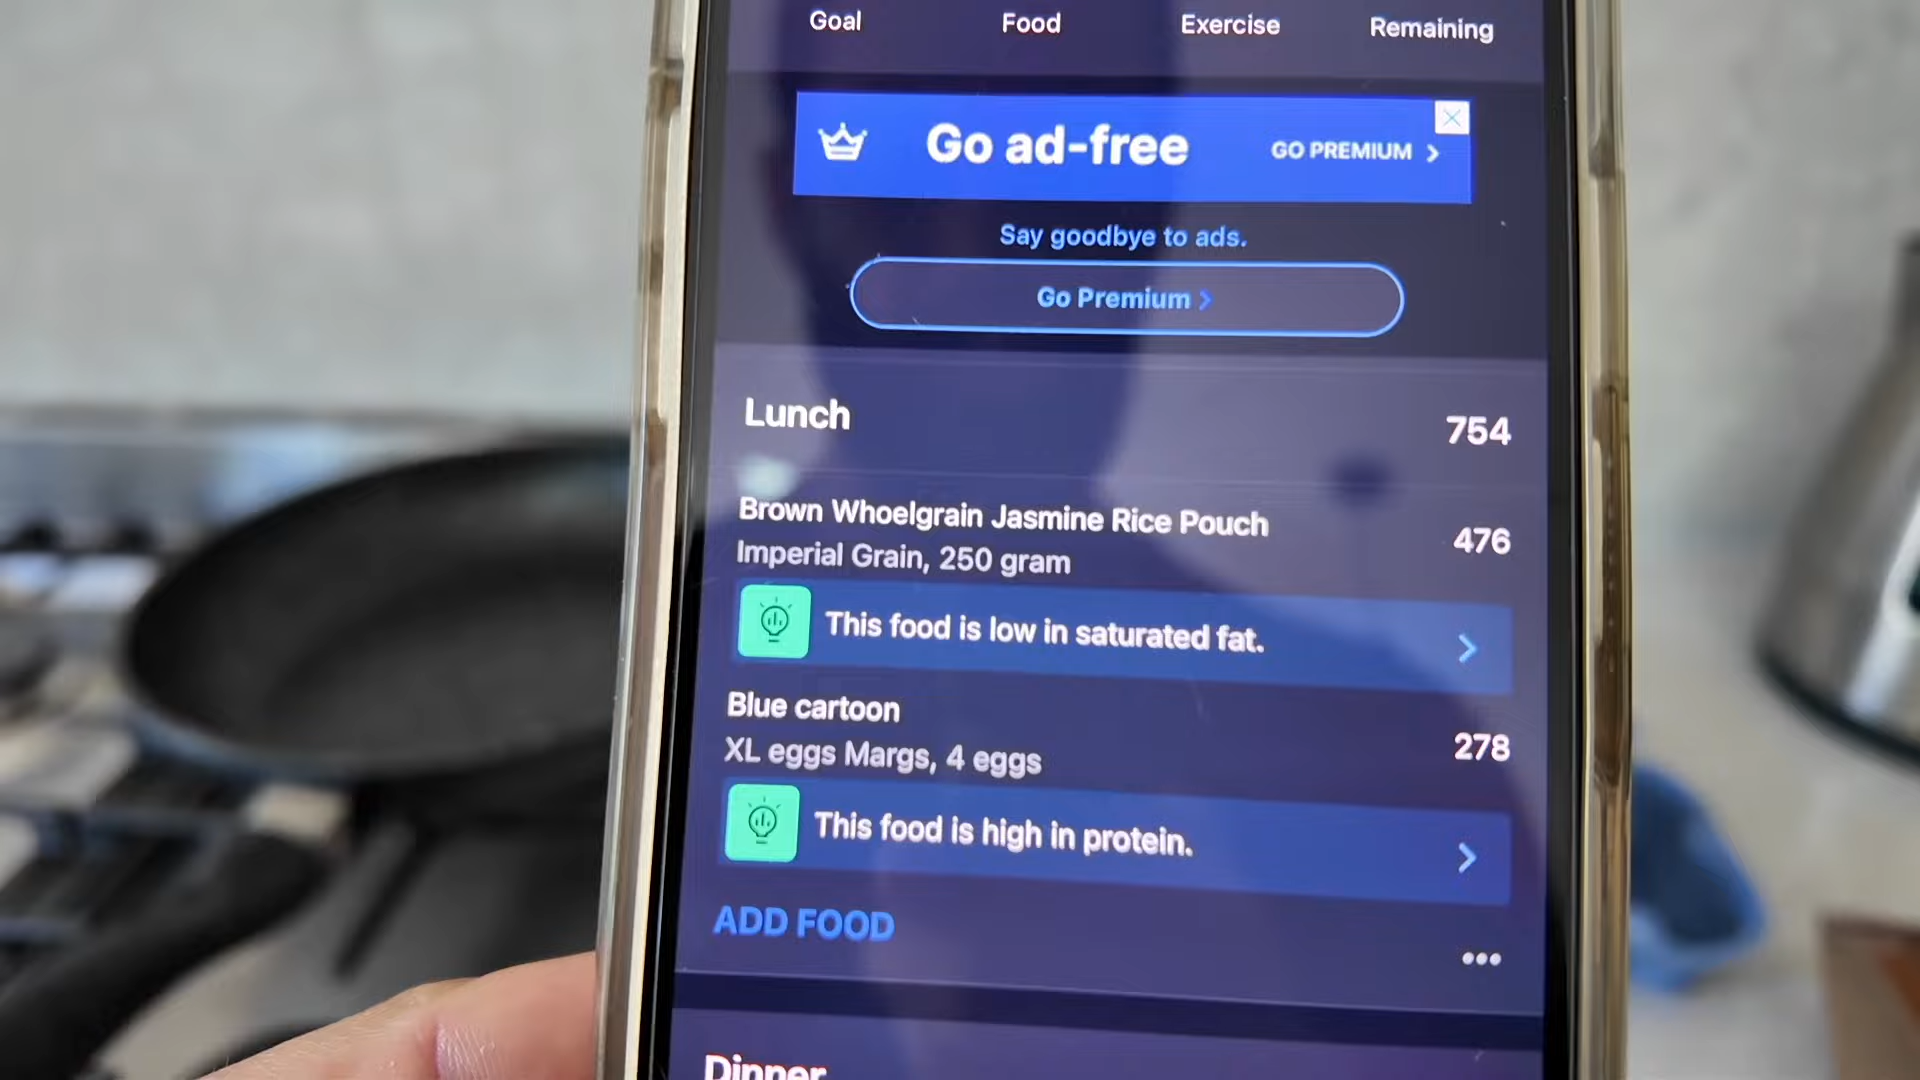 Goal Food Exercise Remaining
Go ad-free GO PREMIUM
Say goodbye to ads.
Go Premium
Lunch 754
Brown Whoelgrain Jasmine Rice Pouch
Imperial Grain, 250 gram 476
This food is low in saturated fat.
Blue cartoon
XL eggs Margs, 4 eggs 278
This food is high in protein.
ADD FOOD
Dinner